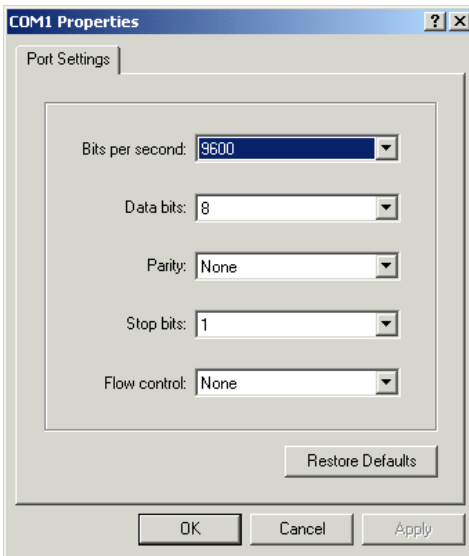 COM1 Properties
Port Settings
Bits per second: 9600
Data bits: 8
Parity: None
Stop bits: 1
Flow control: None
Restore Defaults
OK Cancel Apply